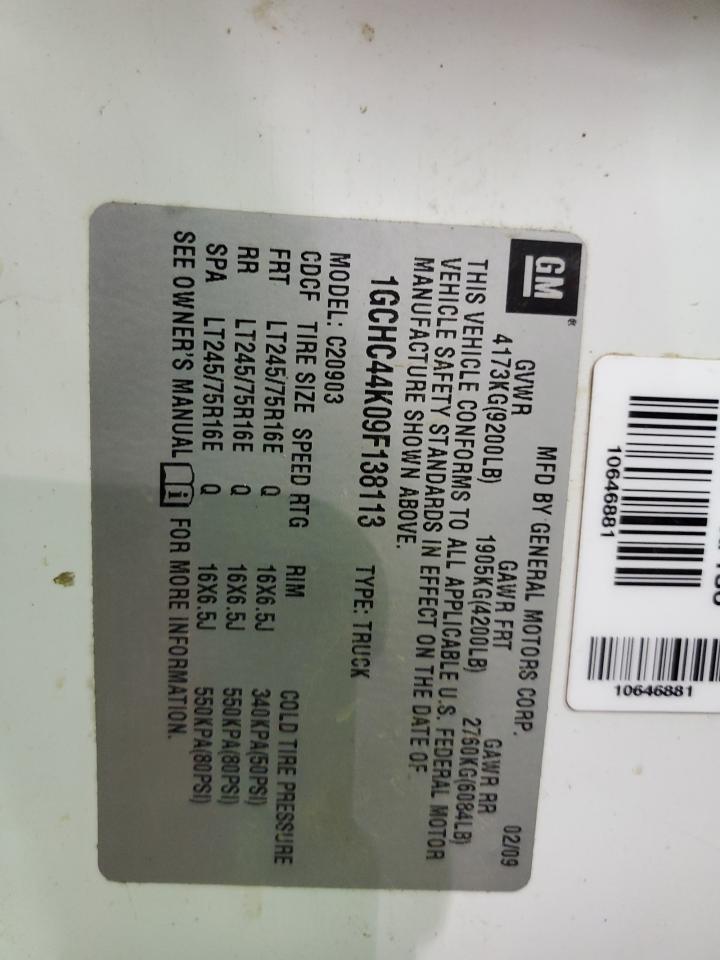 GM®
MFD BY GENERAL MOTORS CORP. 02/09
GVWR GAWR FRT GAWR RR
4173KG(9200LB) 1905KG(4200LB) 2760KG(6084LB)
THIS VEHICLE CONFORMS TO ALL APPLICABLE U.S. FEDERAL MOTOR
VEHICLE SAFETY STANDARDS IN EFFECT ON THE DATE OF
MANUFACTURE SHOWN ABOVE.
1GCHC44K09F138113 TYPE: TRUCK
MODEL: C20903
CDCF TIRE SIZE SPEED RTG RIM COLD TIRE PRESSURE
FRT LT245/75R16E Q 16X6.5J 340KPA(50PSI)
RR LT245/75R16E Q 16X6.5J 550KPA(80PSI)
SPA LT245/75R16E Q 16X6.5J 550KPA(80PSI)
SEE OWNER'S MANUAL i FOR MORE INFORMATION.
10646881
10646881